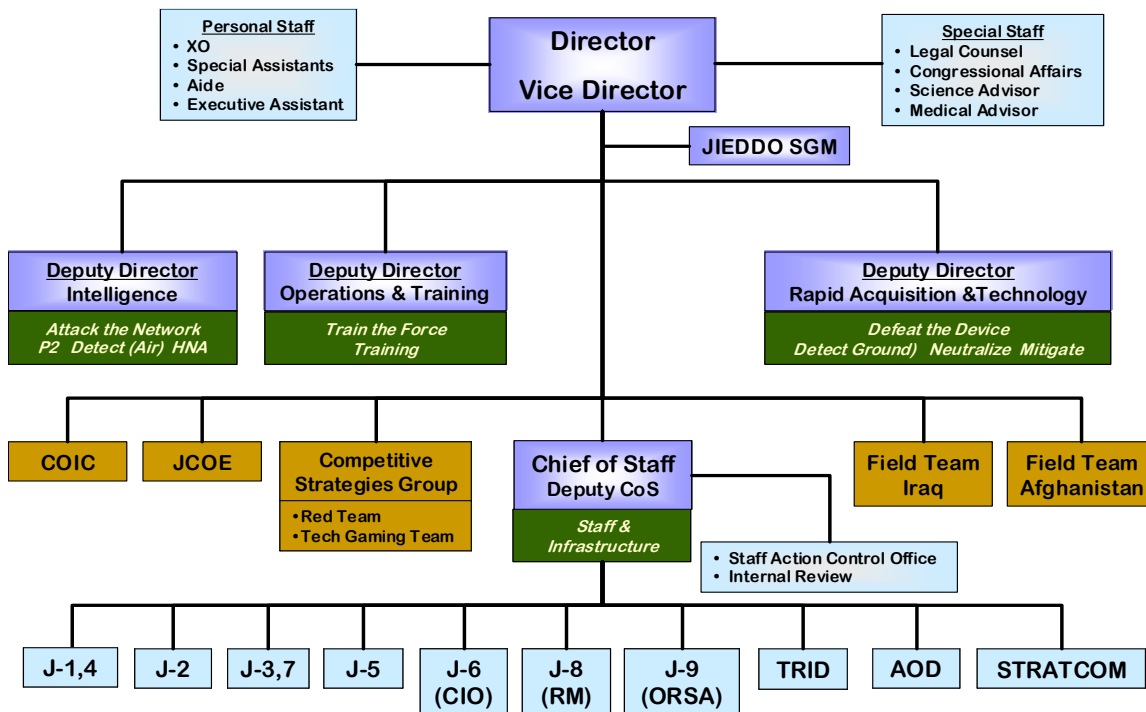 Personal Staff
• XO
• Special Assistants
• Aide
• Executive Assistant
Director
Vice Director
Special Staff
• Legal Counsel
• Congressional Affairs
• Science Advisor
• Medical Advisor
JIEDDO SGM
Deputy Director
Intelligence
Attack the Network
P2 Detect (Air) HNA
Deputy Director
Operations & Training
Train the Force
Training
Deputy Director
Rapid Acquisition &Technology
Defeat the Device
Detect Ground) Neutralize Mitigate
COIC
JCOE
Competitive
Strategies Group
• Red Team
• Tech Gaming Team
Chief of Staff
Deputy CoS
Staff &
Infrastructure
Field Team
Iraq
Field Team
Afghanistan
• Staff Action Control Office
• Internal Review
J-1,4
J-2
J-3,7
J-5
J-6
(CIO)
J-8
(RM)
J-9
(ORSA)
TRID
AOD
STRATCOM